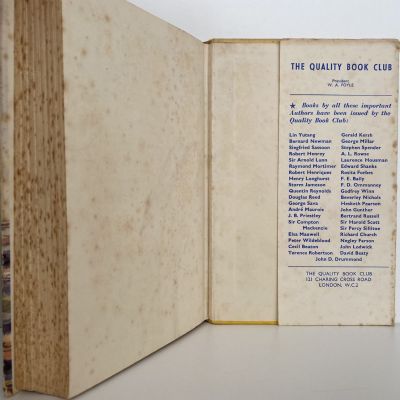 THE QUALITY BOOK CLUB
President
W. A. FOYLE
★ Books by all these important
Authors have been issued by the
Quality Book Club:
Lin Yutang
Bernard Newman
Siegfried Sassoon
Robert Henrey
Sir Arnold Lunn
Raymond Mortimer
Robert Henriques
Henry Longhurst
Storm Jameson
Quentin Reynolds
Douglas Reed
George Sava
André Maurois
J. B. Priestley
Sir Compton
Mackenzie
Elsa Maxwell
Peter Wildeblood
Cecil Beaton
Terence Robertson
Gerald Kersh
George Millar
Stephen Spender
A. L. Rowse
Laurence Housman
Edward Shanks
Rosita Forbes
F. E. Baily
F. D. Ommanney
Godfrey Winn
Beverley Nichols
Hesketh Pearson
John Gunther
Bertrand Russell
Sir Harold Scott
Sir Percy Sillitoe
Richard Church
Negley Farson
John Lodwick
David Beaty
John D. Drummond
THE QUALITY BOOK CLUB
121 CHARING CROSS ROAD
LONDON, W.C.2